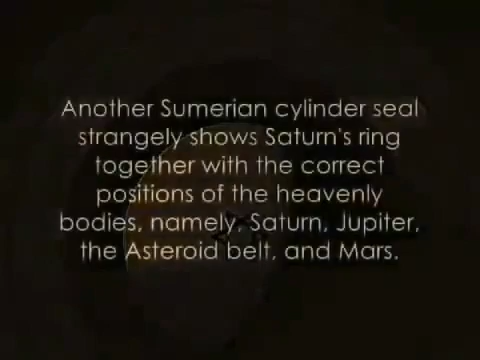 Another Sumerian cylinder seal
strangely shows Saturn's ring
together with the correct
positions of the heavenly
bodies, namely, Saturn, Jupiter,
the Asteroid belt, and Mars.